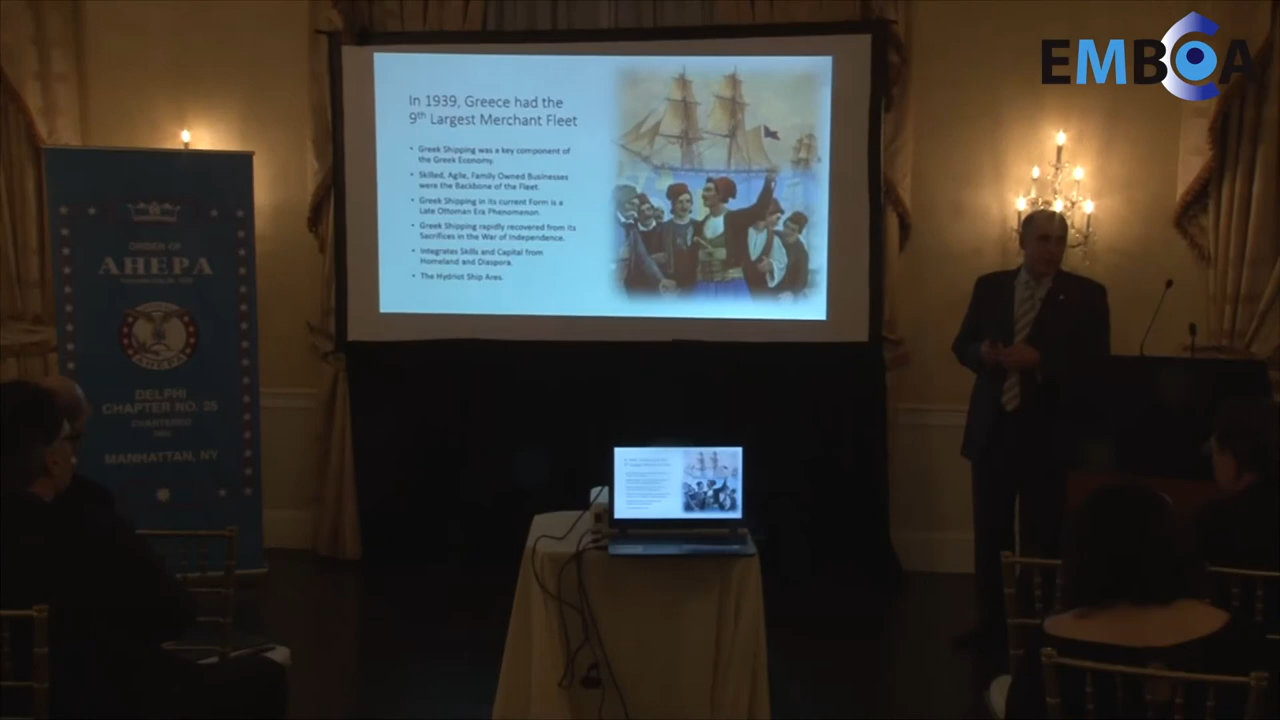 EMBCA
In 1939, Greece had the
9th Largest Merchant Fleet
• Greek Shipping was a key component of
the Greek Economy.
• Skilled, Agile, Family Owned Businesses
were the Backbone of the Fleet.
• Greek Shipping in its current Form is a
Late Ottoman Era Phenomenon.
• Greek Shipping rapidly recovered from its
Sacrifices in the War of Independence.
• Integrates Skills and Capital from
Homeland and Diaspora.
• The Hydriot Ship Ares.
ORDER OF
AHEPA
AHEPA
DELPHI
CHAPTER NO. 25
CHARTERED
MANHATTAN, NY